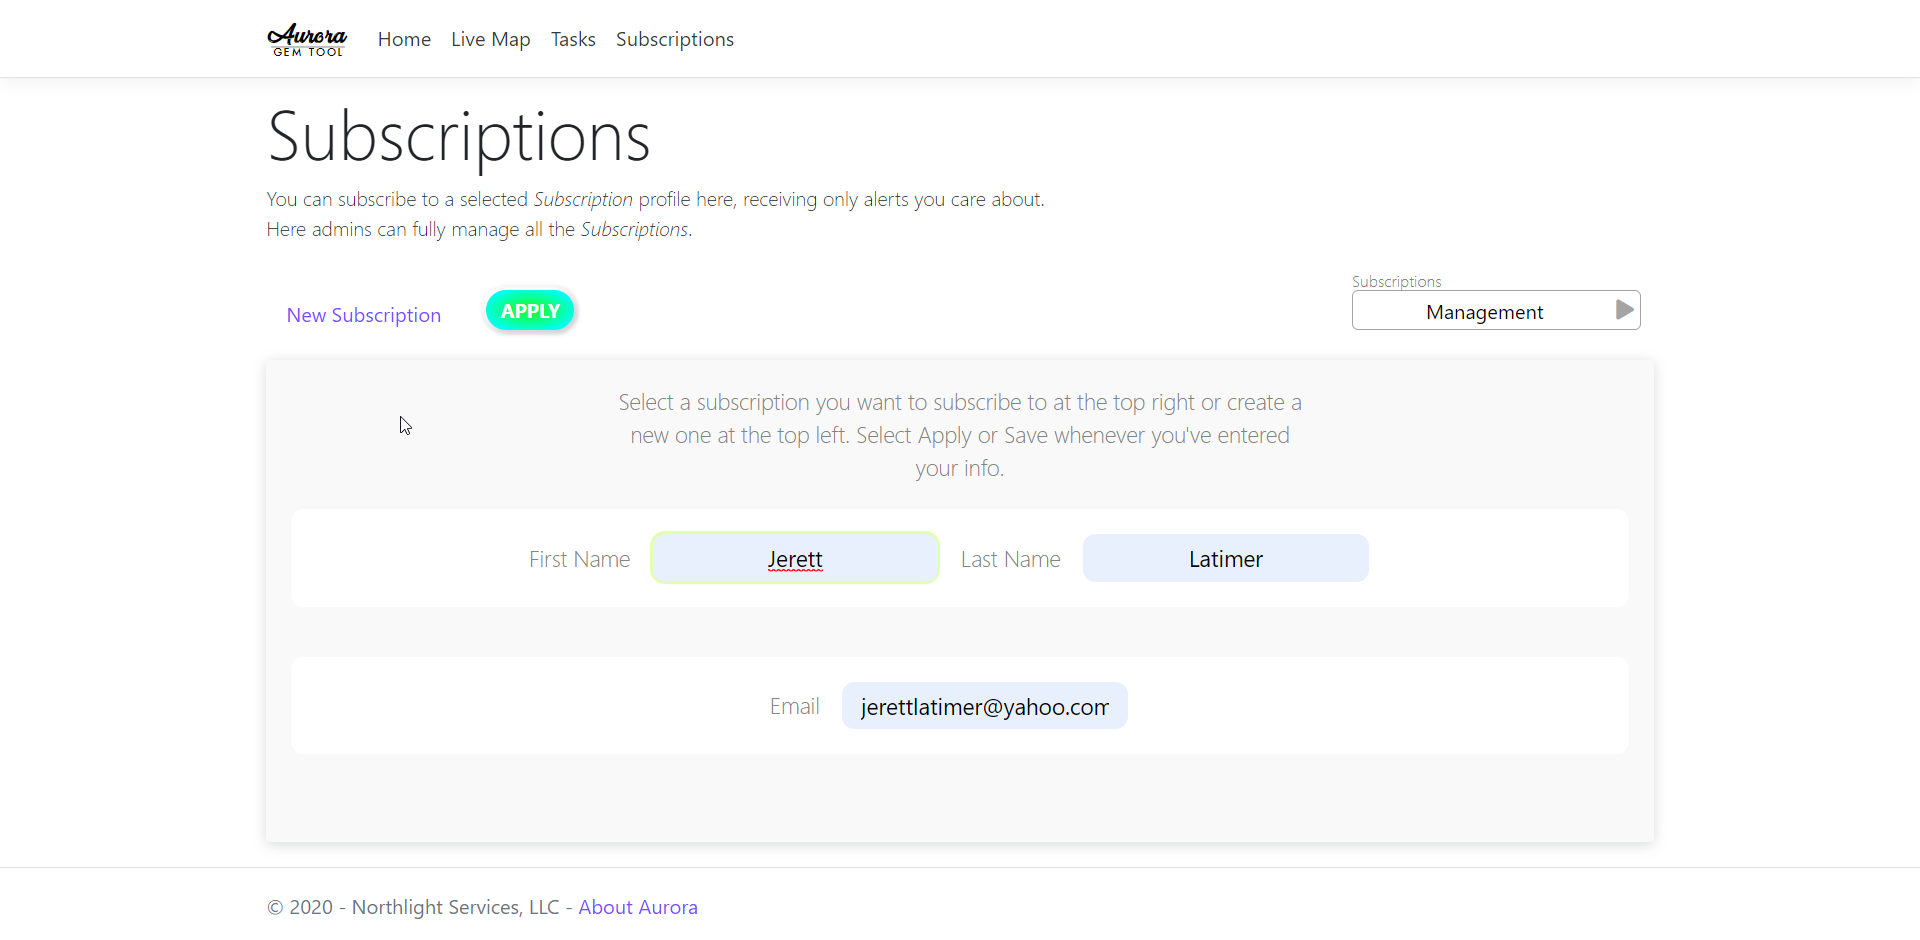 Aurora
GEM TOOL
Home Live Map Tasks Subscriptions
Subscriptions
You can subscribe to a selected Subscription profile here, receiving only alerts you care about.
Here admins can fully manage all the Subscriptions.
Subscriptions
New Subscription APPLY Management
Select a subscription you want to subscribe to at the top right or create a
new one at the top left. Select Apply or Save whenever you've entered
your info.
First Name Jerett Last Name Latimer
Email jerettlatimer@yahoo.com
© 2020 - Northlight Services, LLC - About Aurora